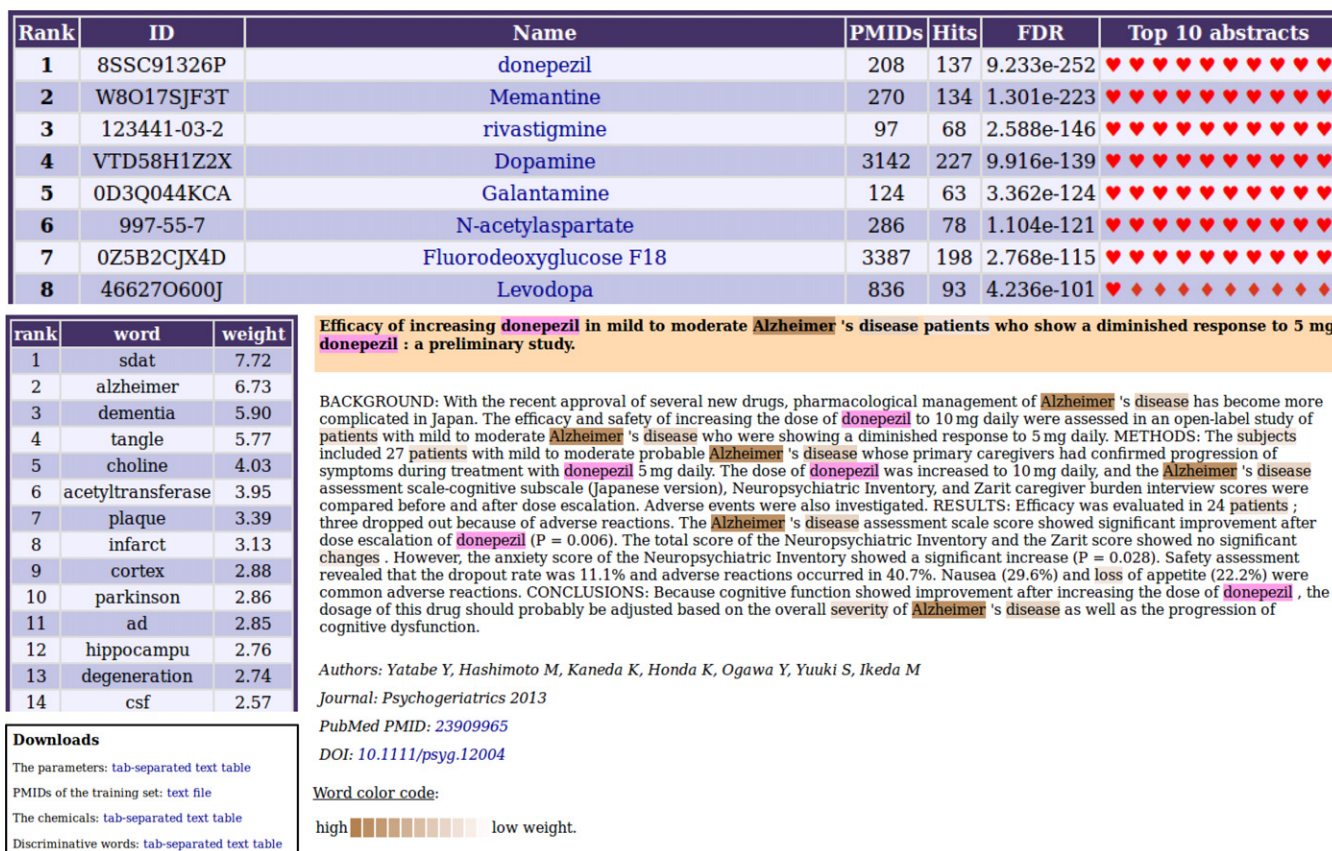 Rank ID Name PMIDs Hits FDR Top 10 abstracts
1 8SSC91326P donepezil 208 137 9.233e-252 ♥ ♥ ♥ ♥ ♥ ♥ ♥ ♥ ♥ ♥
2 W8O17SJF3T Memantine 270 134 1.301e-223 ♥ ♥ ♥ ♥ ♥ ♥ ♥ ♥ ♥ ♥
3 123441-03-2 rivastigmine 97 68 2.588e-146 ♥ ♥ ♥ ♥ ♥ ♥ ♥ ♥ ♥ ♥
4 VTD58H1Z2X Dopamine 3142 227 9.916e-139 ♥ ♥ ♥ ♥ ♥ ♥ ♥ ♥ ♥ ♥
5 0D3Q044KCA Galantamine 124 63 3.362e-124 ♥ ♥ ♥ ♥ ♥ ♥ ♥ ♥ ♥ ♥
6 997-55-7 N-acetylaspartate 286 78 1.104e-121 ♥ ♥ ♥ ♥ ♥ ♥ ♥ ♥ ♥ ♥
7 0Z5B2CJX4D Fluorodeoxyglucose F18 3387 198 2.768e-115 ♥ ♥ ♥ ♥ ♥ ♥ ♥ ♥ ♥ ♥
8 46627O600J Levodopa 836 93 4.236e-101 ♥ ♦ ♦ ♦ ♦ ♦ ♦ ♦ ♦ ♦
rank word weight
1 sdat 7.72
2 alzheimer 6.73
3 dementia 5.90
4 tangle 5.77
5 choline 4.03
6 acetyltransferase 3.95
7 plaque 3.39
8 infarct 3.13
9 cortex 2.88
10 parkinson 2.86
11 ad 2.85
12 hippocampu 2.76
13 degeneration 2.74
14 csf 2.57
Downloads
The parameters: tab-separated text table
PMIDs of the training set: text file
The chemicals: tab-separated text table
Discriminative words: tab-separated text table
Efficacy of increasing donepezil in mild to moderate Alzheimer 's disease patients who show a diminished response to 5 mg
donepezil : a preliminary study.
BACKGROUND: With the recent approval of several new drugs, pharmacological management of Alzheimer 's disease has become more
complicated in Japan. The efficacy and safety of increasing the dose of donepezil to 10 mg daily were assessed in an open-label study of
patients with mild to moderate Alzheimer 's disease who were showing a diminished response to 5 mg daily. METHODS: The subjects
included 27 patients with mild to moderate probable Alzheimer 's disease whose primary caregivers had confirmed progression of
symptoms during treatment with donepezil 5 mg daily. The dose of donepezil was increased to 10 mg daily, and the Alzheimer 's disease
assessment scale-cognitive subscale (Japanese version), Neuropsychiatric Inventory, and Zarit caregiver burden interview scores were
compared before and after dose escalation. Adverse events were also investigated. RESULTS: Efficacy was evaluated in 24 patients ;
three dropped out because of adverse reactions. The Alzheimer 's disease assessment scale score showed significant improvement after
dose escalation of donepezil (P = 0.006). The total score of the Neuropsychiatric Inventory and the Zarit score showed no significant
changes . However, the anxiety score of the Neuropsychiatric Inventory showed a significant increase (P = 0.028). Safety assessment
revealed that the dropout rate was 11.1% and adverse reactions occurred in 40.7%. Nausea (29.6%) and loss of appetite (22.2%) were
common adverse reactions. CONCLUSIONS: Because cognitive function showed improvement after increasing the dose of donepezil , the
dosage of this drug should probably be adjusted based on the overall severity of Alzheimer 's disease as well as the progression of
cognitive dysfunction.
Authors: Yatabe Y, Hashimoto M, Kaneda K, Honda K, Ogawa Y, Yuuki S, Ikeda M
Journal: Psychogeriatrics 2013
PubMed PMID: 23909965
DOI: 10.1111/psyg.12004
Word color code:
high low weight.